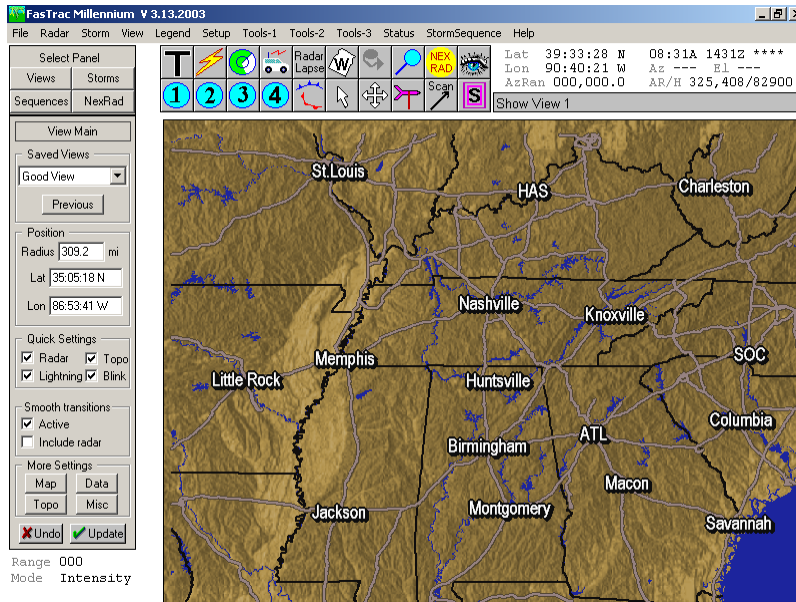 FasTrac Millennium V 3.13.2003
File Radar Storm View Legend Setup Tools-1 Tools-2 Tools-3 Status StormSequence Help
Select Panel
Views Storms
Sequences NexRad
T Radar Lapse W NEX RAD
1 2 3 4 Scan S
Lat 39:33:28 N 08:31A 1431Z ****
Lon 90:40:21 W Az --- El ---
AzRan 000,000.0 AR/H 325,408/82900
Show View 1
View Main
Saved Views
Good View
Previous
Position
Radius 309.2 mi
Lat 35:05:18 N
Lon 86:53:41 W
Quick Settings
Radar Topo
Lightning Blink
Smooth transitions
Active
Include radar
More Settings
Map Data
Topo Misc
Undo Update
Range 000
Mode Intensity
St.Louis
HAS
Charleston
Nashville
Knoxville
Memphis
SOC
Little Rock
Huntsville
Columbia
ATL
Birmingham
Macon
Jackson
Montgomery
Savannah